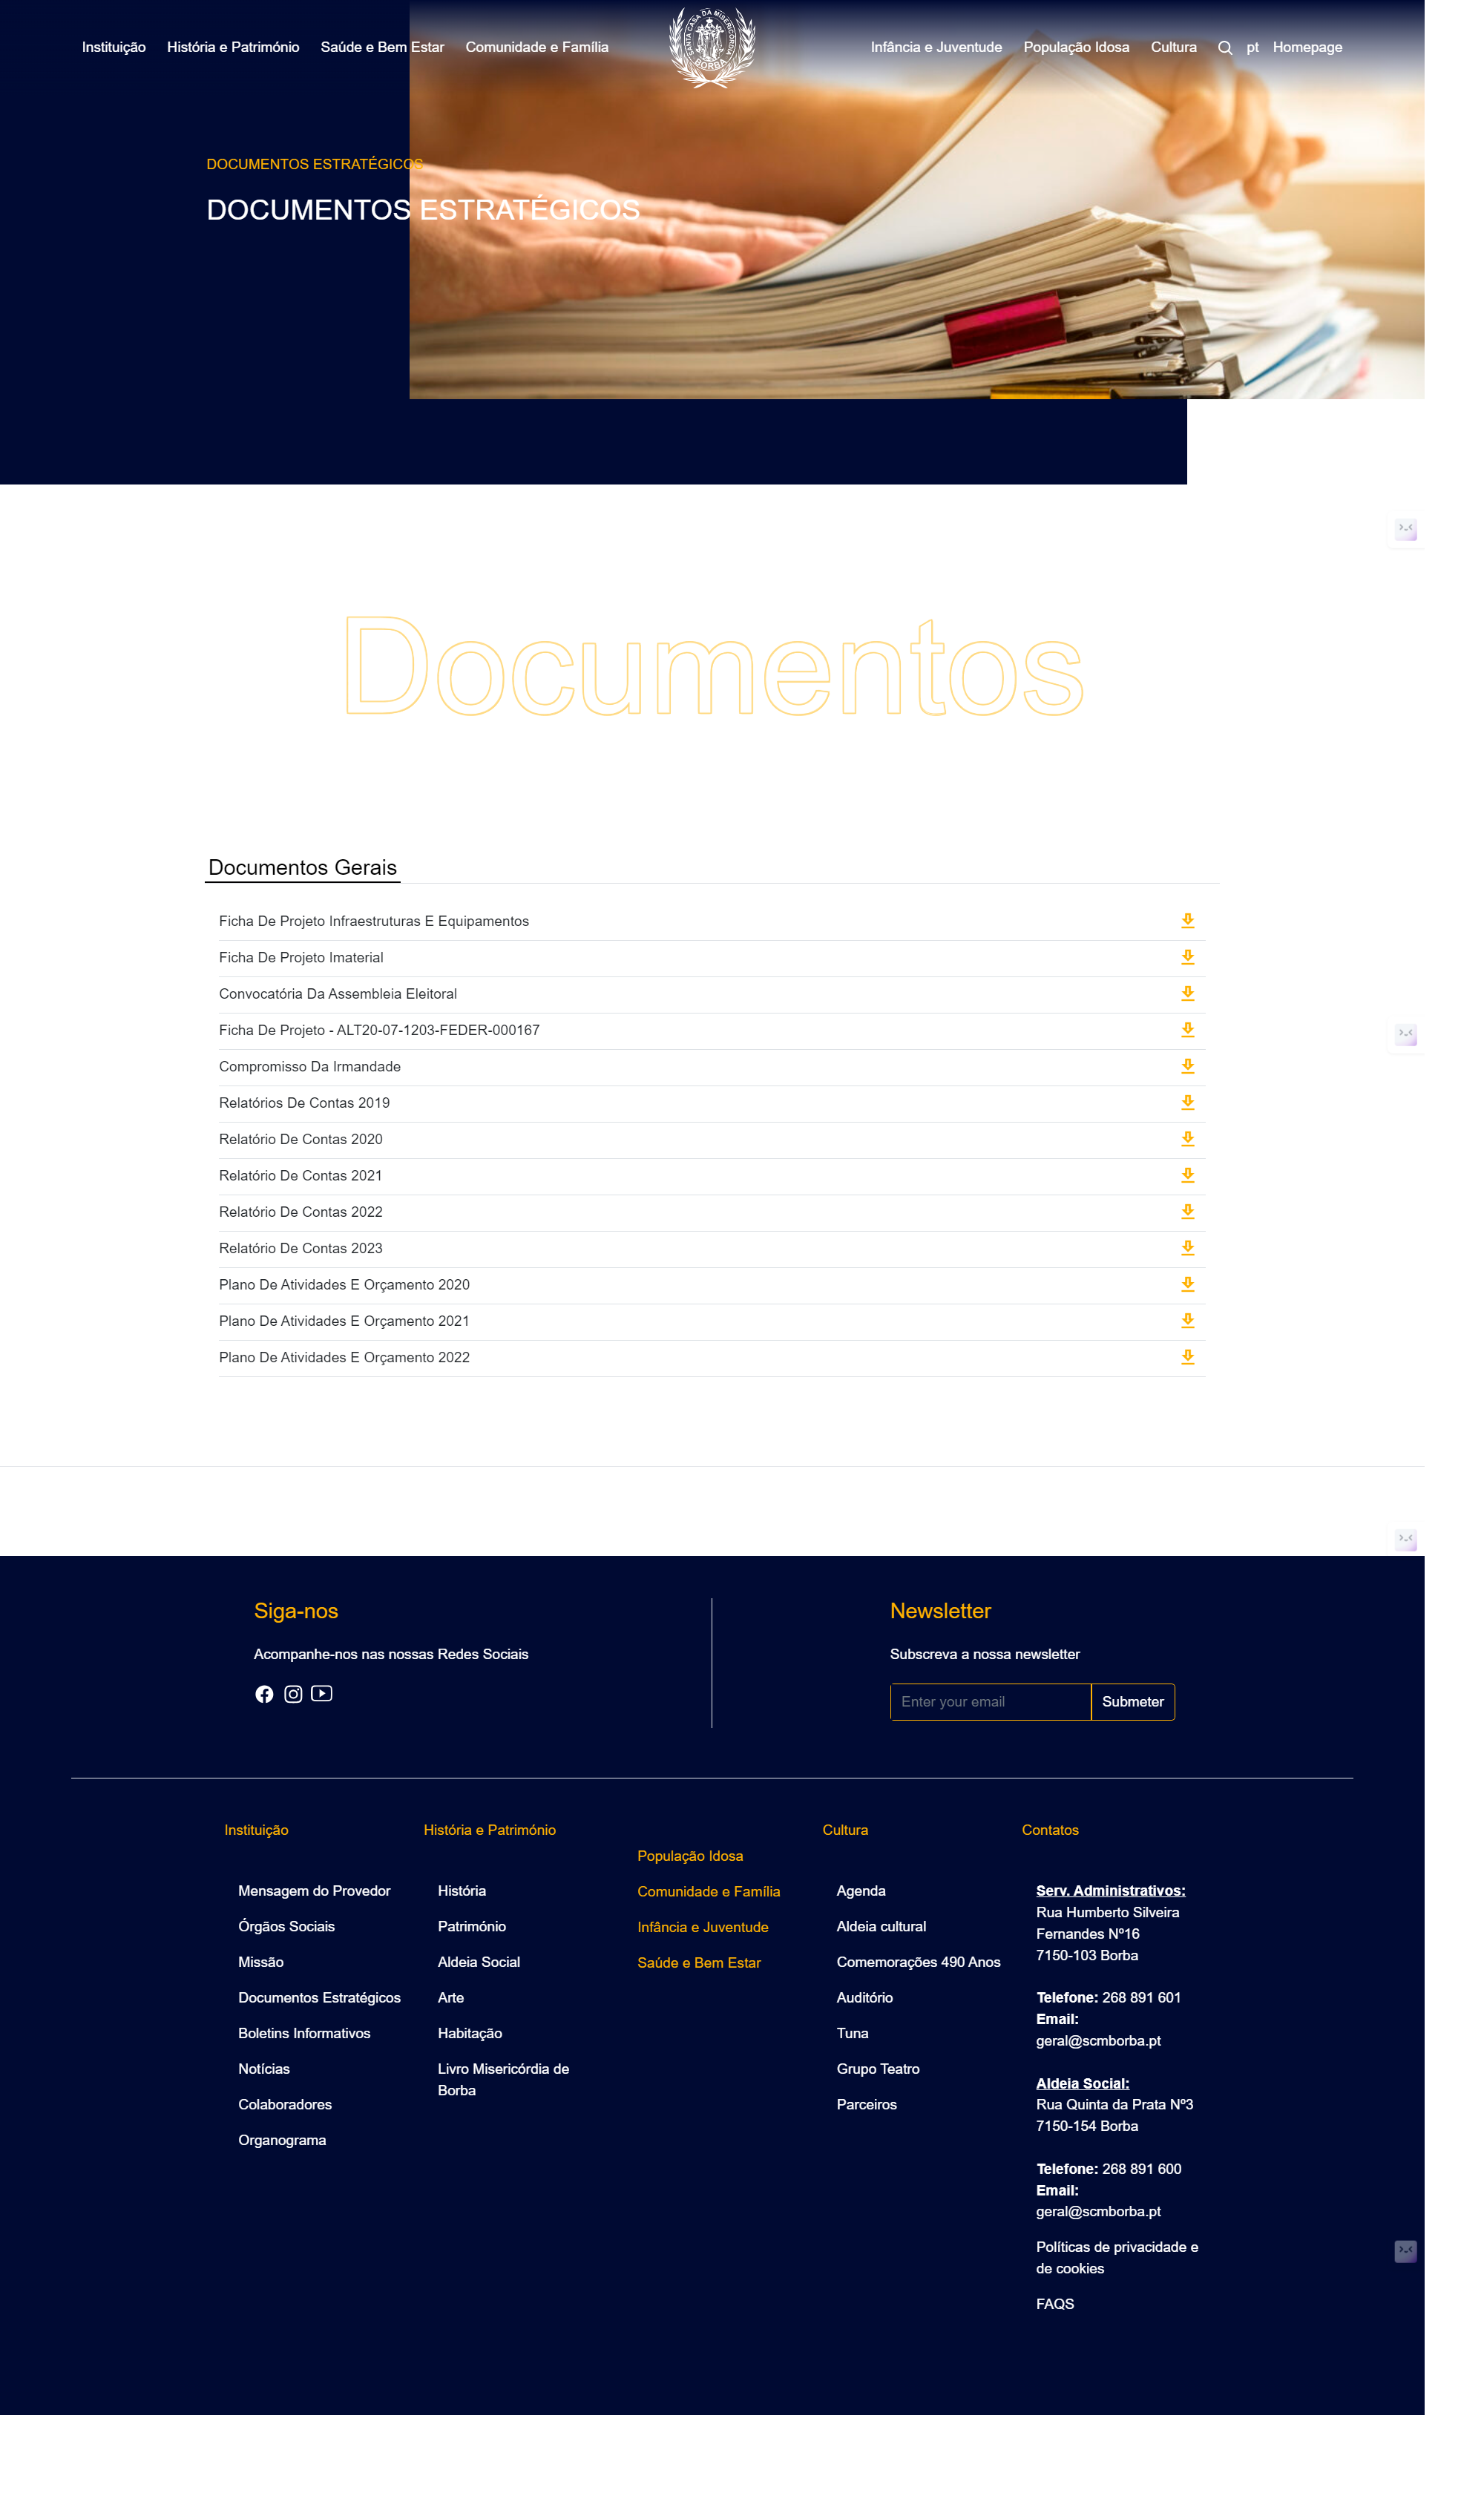 Instituição História e Património Saúde e Bem Estar Comunidade e Família
SANTA CASA DA MISERICÓRDIA
BORBA
Infância e Juventude População Idosa Cultura pt Homepage
DOCUMENTOS ESTRATÉGICOS
DOCUMENTOS ESTRATÉGICOS
Documentos
Documentos Gerais
Ficha De Projeto Infraestruturas E Equipamentos
Ficha De Projeto Imaterial
Convocatória Da Assembleia Eleitoral
Ficha De Projeto - ALT20-07-1203-FEDER-000167
Compromisso Da Irmandade
Relatórios De Contas 2019
Relatório De Contas 2020
Relatório De Contas 2021
Relatório De Contas 2022
Relatório De Contas 2023
Plano De Atividades E Orçamento 2020
Plano De Atividades E Orçamento 2021
Plano De Atividades E Orçamento 2022
Siga-nos
Acompanhe-nos nas nossas Redes Sociais
Newsletter
Subscreva a nossa newsletter
Enter your email Submeter
Instituição
Mensagem do Provedor
Órgãos Sociais
Missão
Documentos Estratégicos
Boletins Informativos
Notícias
Colaboradores
Organograma
História e Património
História
Património
Aldeia Social
Arte
Habitação
Livro Misericórdia de
Borba
População Idosa
Comunidade e Família
Infância e Juventude
Saúde e Bem Estar
Cultura
Agenda
Aldeia cultural
Comemorações 490 Anos
Auditório
Tuna
Grupo Teatro
Parceiros
Contatos
Serv. Administrativos:
Rua Humberto Silveira
Fernandes Nº16
7150-103 Borba
Telefone: 268 891 601
Email:
geral@scmborba.pt
Aldeia Social:
Rua Quinta da Prata Nº3
7150-154 Borba
Telefone: 268 891 600
Email:
geral@scmborba.pt
Políticas de privacidade e
de cookies
FAQS